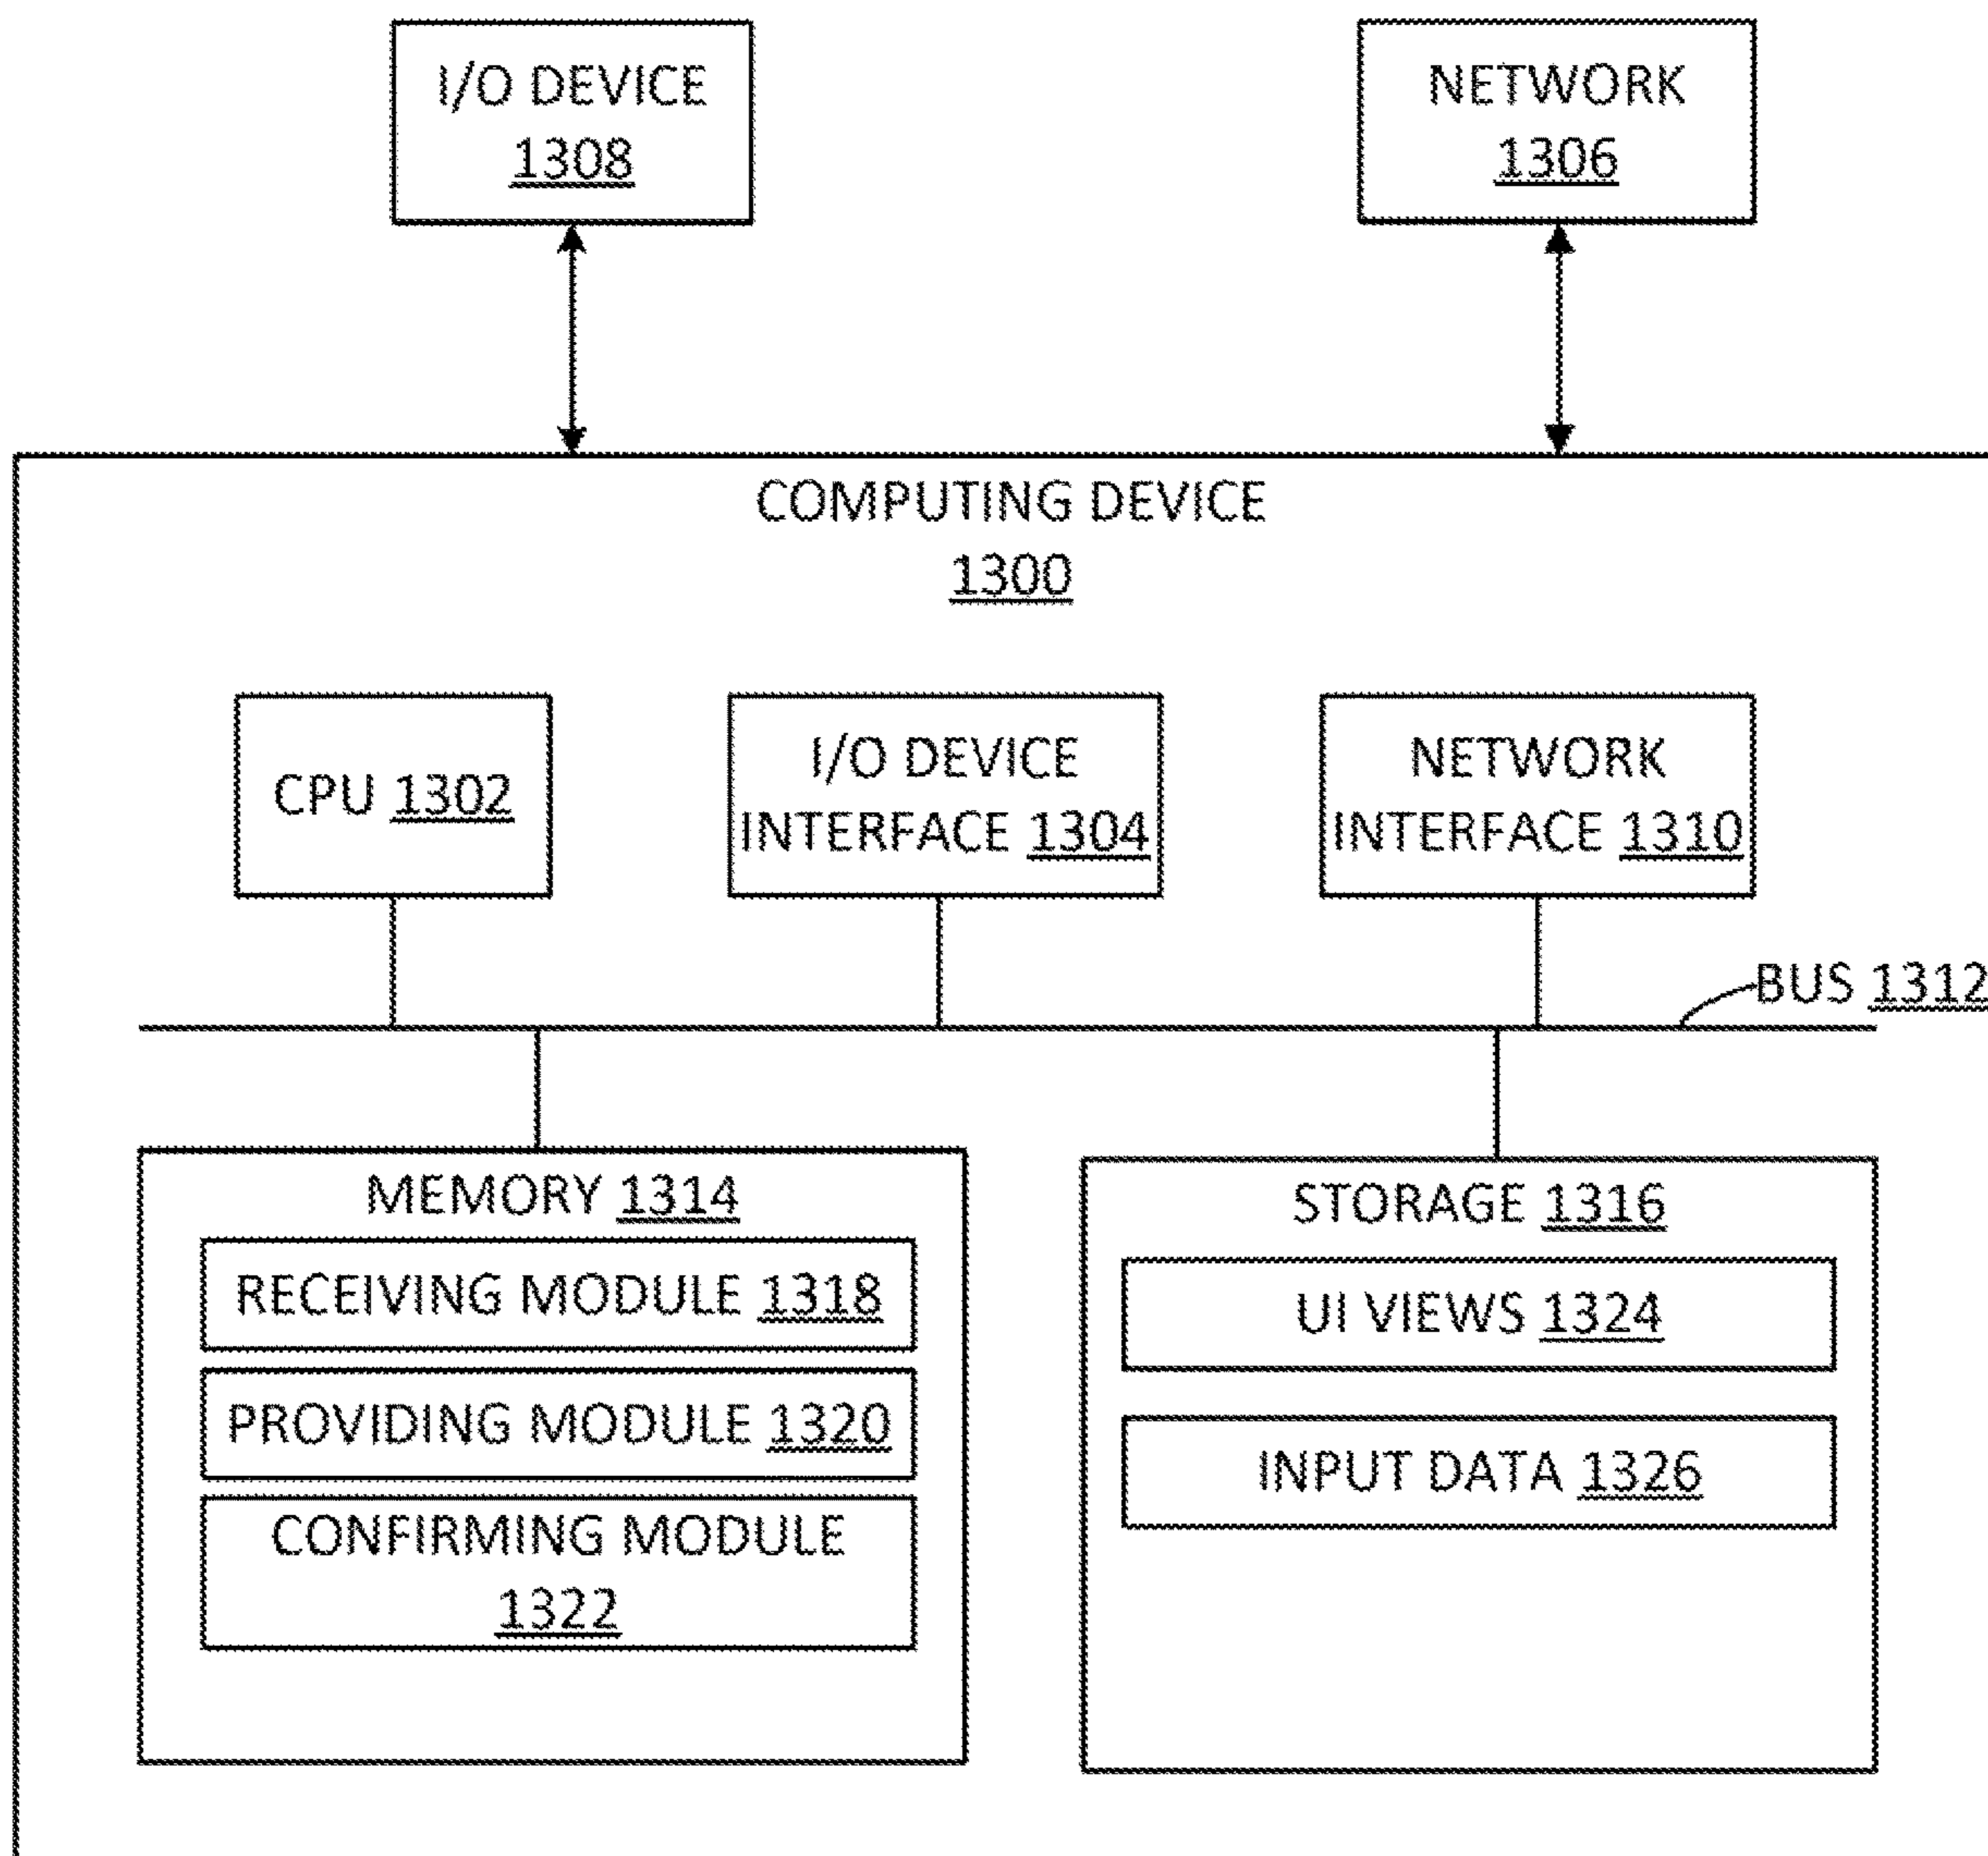 I/O DEVICE
1308
NETWORK
1306
COMPUTING DEVICE
1300
CPU 1302
I/O DEVICE
INTERFACE 1304
NETWORK
INTERFACE 1310
BUS 1312
MEMORY 1314
RECEIVING MODULE 1318
PROVIDING MODULE 1320
CONFIRMING MODULE
1322
STORAGE 1316
UI VIEWS 1324
INPUT DATA 1326